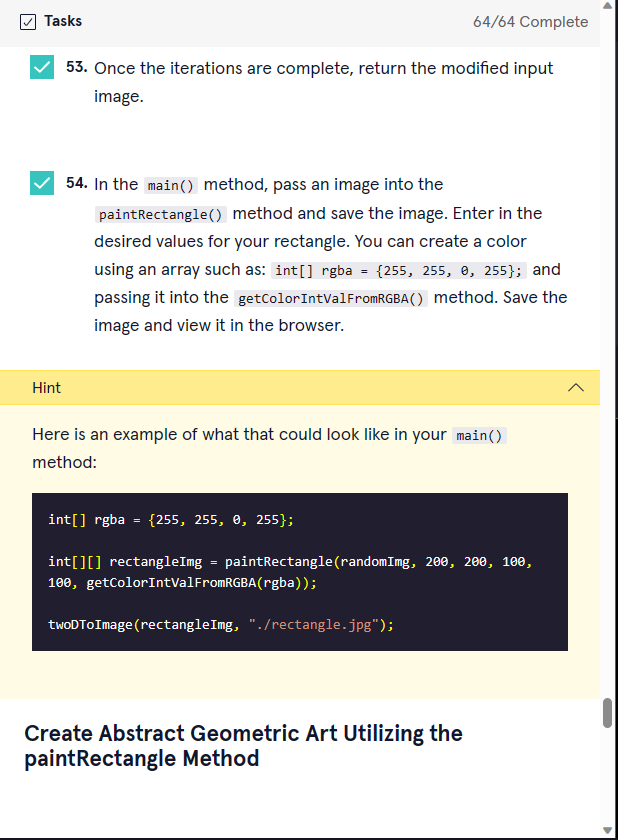 Tasks
64/64 Complete
53. Once the iterations are complete, return the modified input
image.
54. In the main() method, pass an image into the
paintRectangle() method and save the image. Enter in the
desired values for your rectangle. You can create a color
using an array such as: int[] rgba = {255, 255, 0, 255}; and
passing it into the getColorIntValFromRGBA() method. Save the
image and view it in the browser.
Hint
Here is an example of what that could look like in your main()
method:
int[] rgba = {255, 255, 0, 255};
int[][] rectangleImg = paintRectangle(randomImg, 200, 200, 100,
100, getColorIntValFromRGBA(rgba));
twoDToImage(rectangleImg, "./rectangle.jpg");
Create Abstract Geometric Art Utilizing the
paintRectangle Method